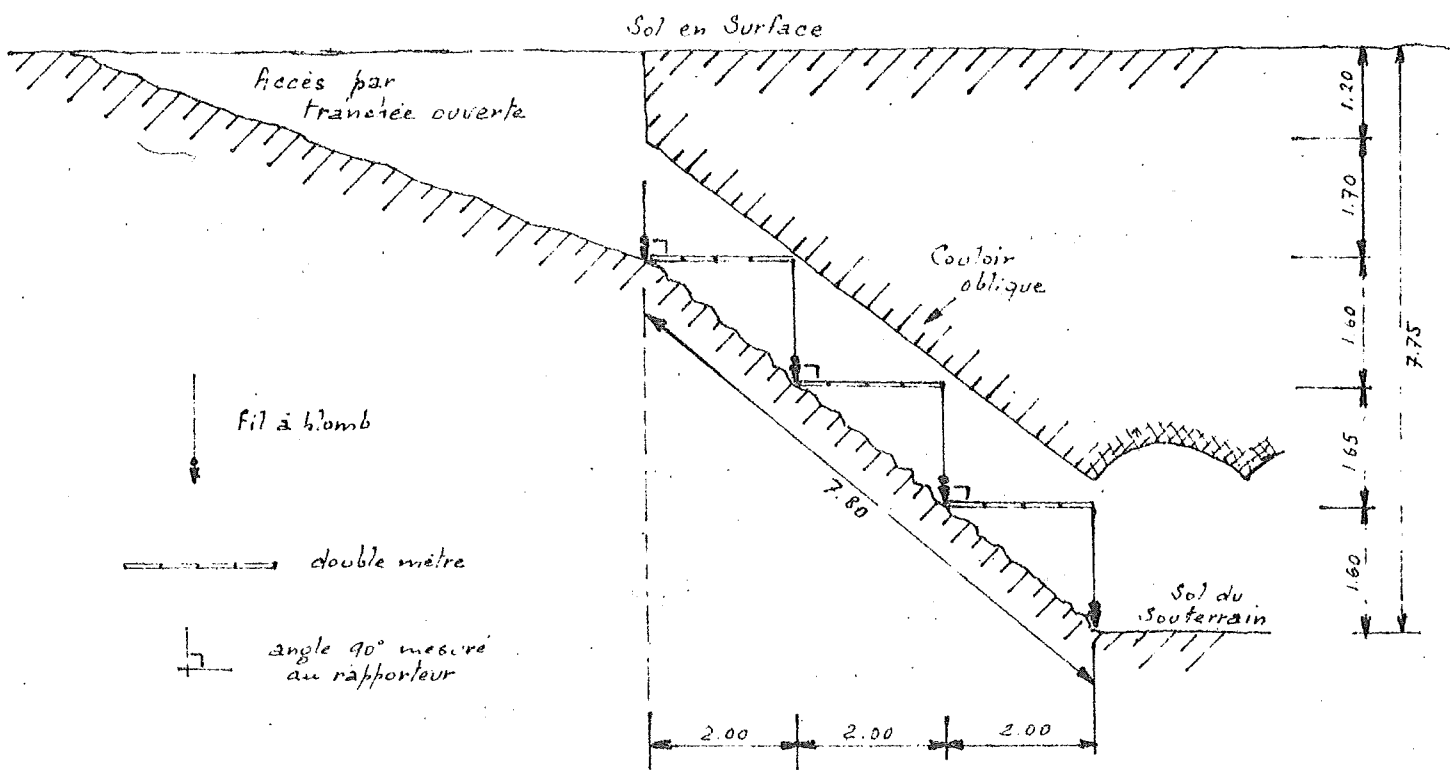 Sol en Surface
Accès par
tranchée ouverte
Couloir
oblique
fil à plomb
double mètre
angle 90° mesuré
au rapporteur
Sol du
Souterrain
7.80
2.00
2.00
2.00
1.20
1.70
1.60
1.65
1.60
7.75